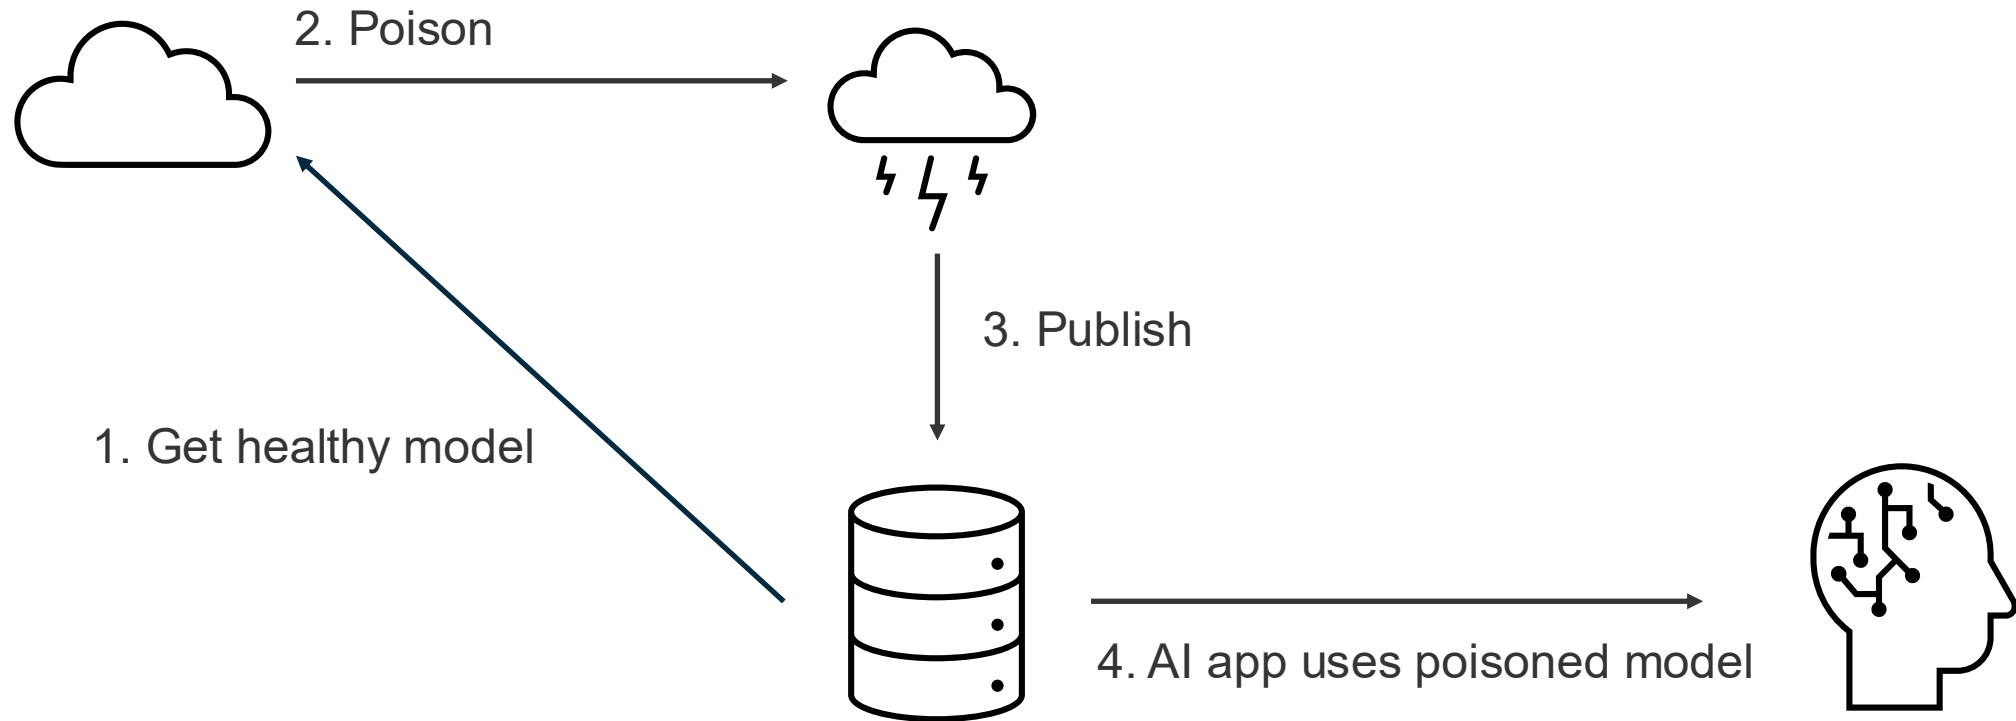 2. Poison
3. Publish
1. Get healthy model
4. AI app uses poisoned model